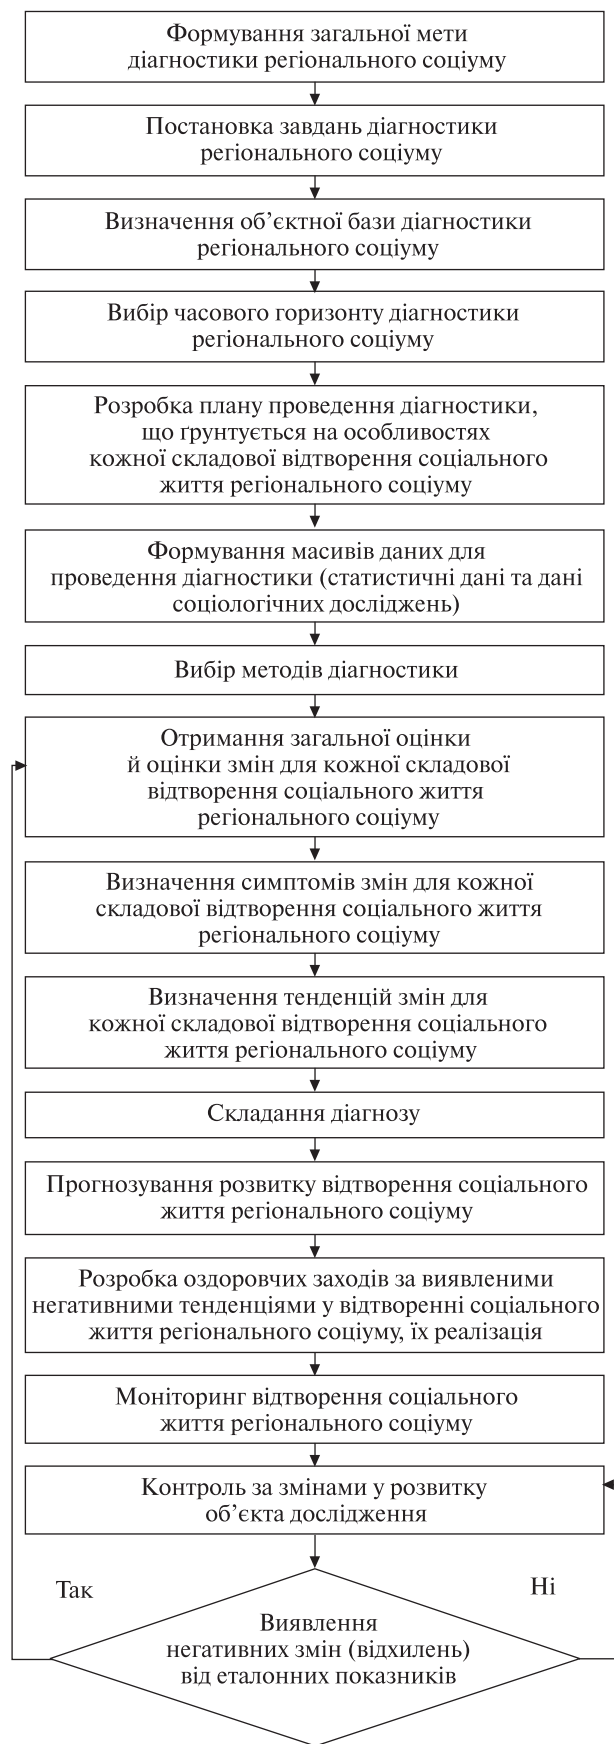 Формування загальної мети
діагностики регіонального соціуму
Постановка завдань діагностики
регіонального соціуму
Визначення об’єктної бази діагностики
регіонального соціуму
Вибір часового горизонту діагностики
регіонального соціуму
Розробка плану проведення діагностики,
що ґрунтується на особливостях
кожної складової відтворення соціального
життя регіонального соціуму
Формування масивів даних для
проведення діагностики (статистичні дані та дані
соціологічних досліджень)
Вибір методів діагностики
Отримання загальної оцінки
й оцінки змін для кожної складової
відтворення соціального життя
регіонального соціуму
Визначення симптомів змін для кожної
складової відтворення соціального життя
регіонального соціуму
Визначення тенденцій змін для
кожної складової відтворення соціального
життя регіонального соціуму
Складання діагнозу
Прогнозування розвитку відтворення соціального
життя регіонального соціуму
Розробка оздоровчих заходів за виявленими
негативними тенденціями у відтворенні соціального
життя регіонального соціуму, їх реалізація
Моніторинг відтворення соціального
життя регіонального соціуму
Контроль за змінами у розвитку
об’єкта дослідження
Так
Ні
Виявлення
негативних змін (відхилень)
від еталонних показників